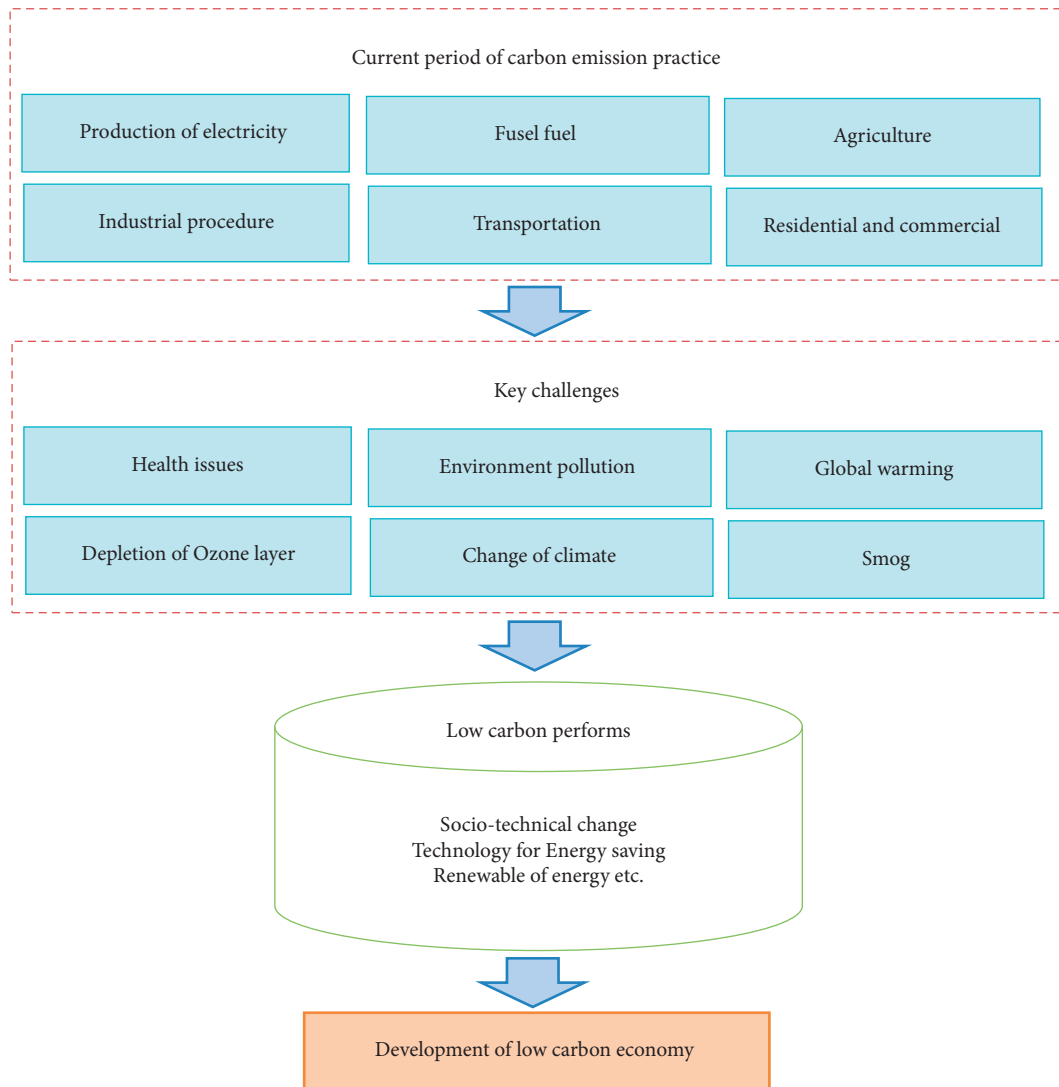 Current period of carbon emission practice
Production of electricity
Fusel fuel
Agriculture
Industrial procedure
Transportation
Residential and commercial
Key challenges
Health issues
Environment pollution
Global warming
Depletion of Ozone layer
Change of climate
Smog
Low carbon performs
Socio-technical change
Technology for Energy saving
Renewable of energy etc.
Development of low carbon economy